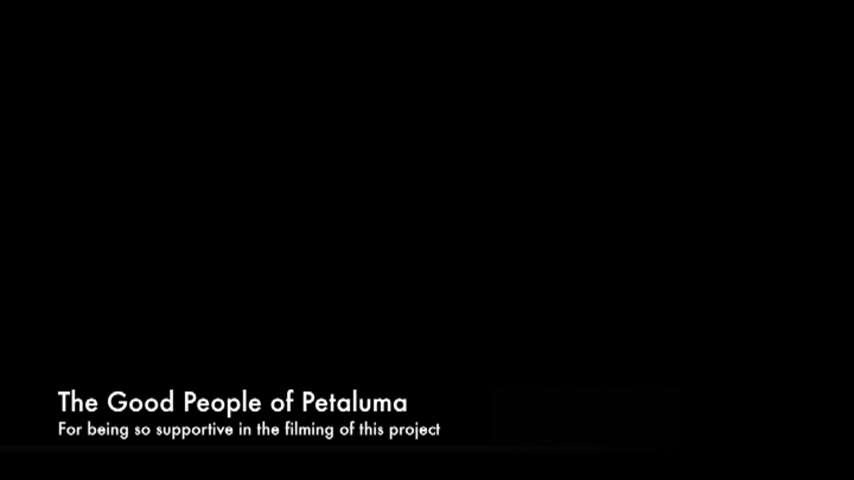 The Good People of Petaluma
For being so supportive in the filming of this project